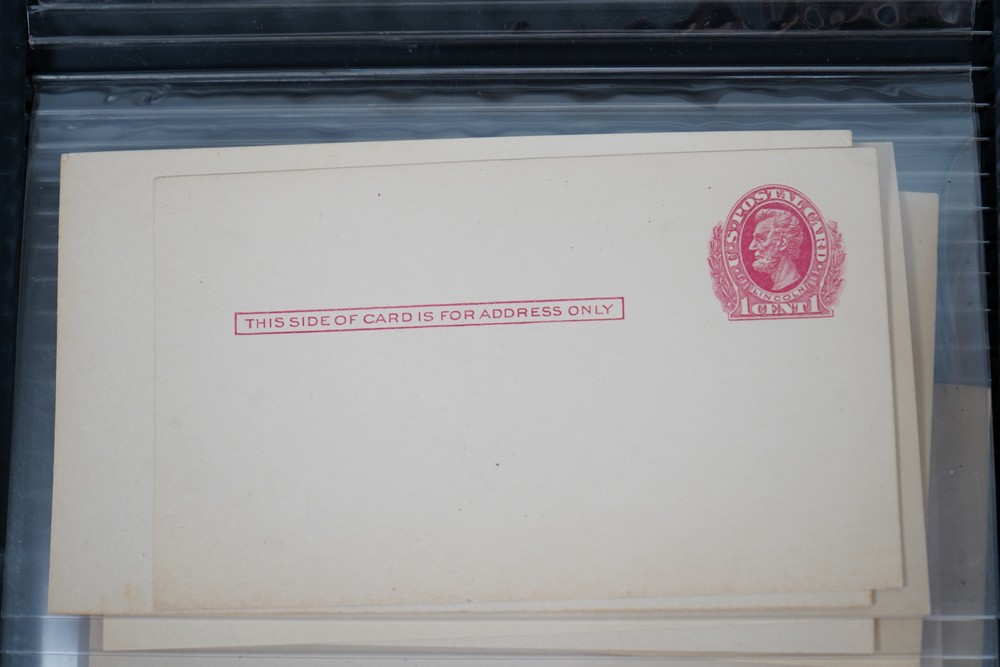 U.S. POSTAL CARD
LINCOLN
1 CENT 1
THIS SIDE OF CARD IS FOR ADDRESS ONLY